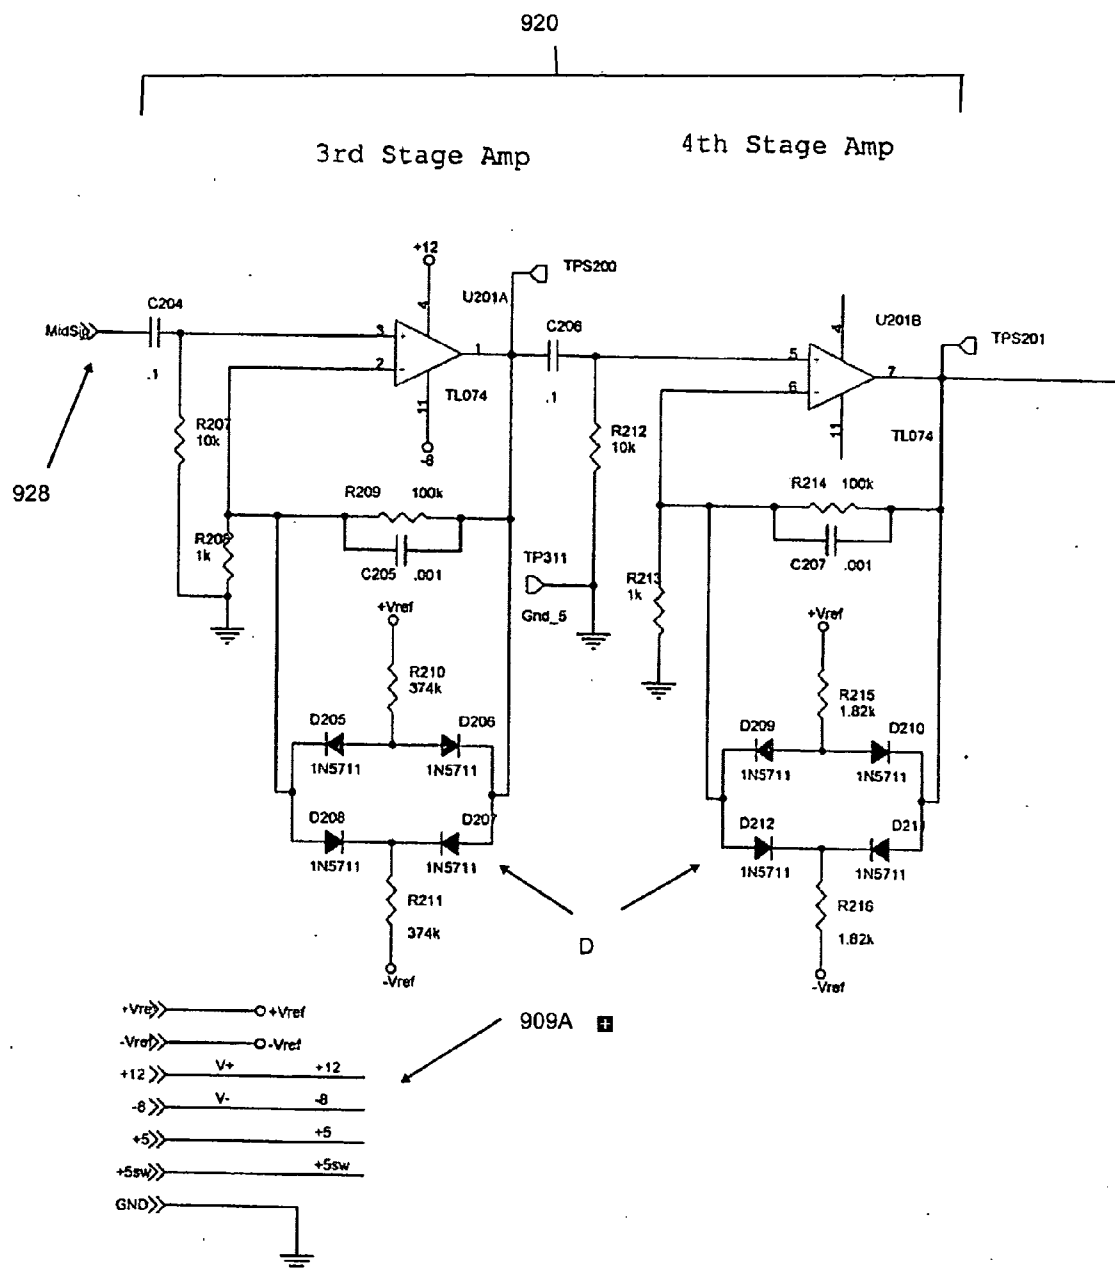 920
3rd Stage Amp
4th Stage Amp
+12
TPS200
C204
4
U201A
MidSig
3
+
1
C206
4
U201B
TPS201
.1
2
-
TL074
.1
5
-
7
6
-
11
11
TL074
R207
10k
R212
10k
928
-8
R209
100k
R214
100k
R208
1k
C205
.001
TP311
C207
.001
Gnd_5
R213
1k
+Vref
+Vref
R210
374k
R215
1.82k
D205
D206
D209
D210
1N5711
1N5711
1N5711
1N5711
D208
D207
D212
D211
1N5711
1N5711
1N5711
1N5711
R211
374k
R216
1.82k
D
-Vref
-Vref
+Vref
+Vref
909A +
-Vref
-Vref
+12
V+
+12
-8
V-
-8
+5
+5
+5sw
+5sw
GND